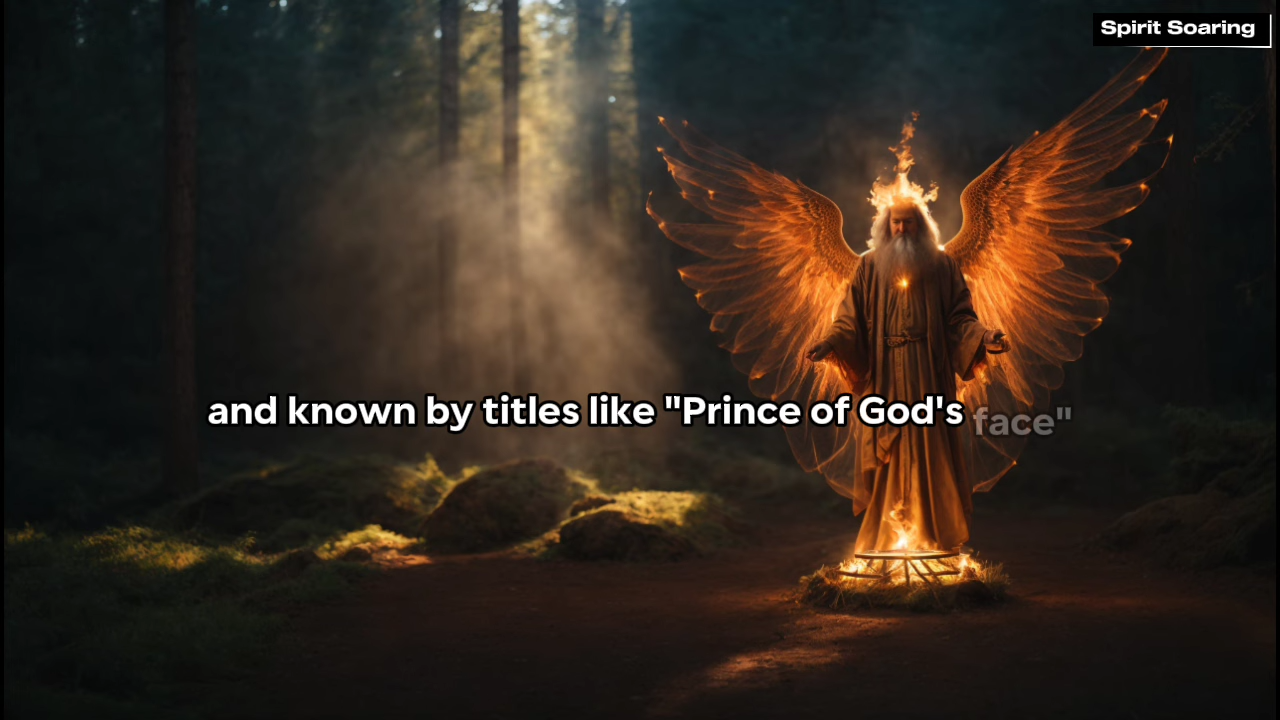 Spirit Soaring
and known by titles like "Prince of God's face"